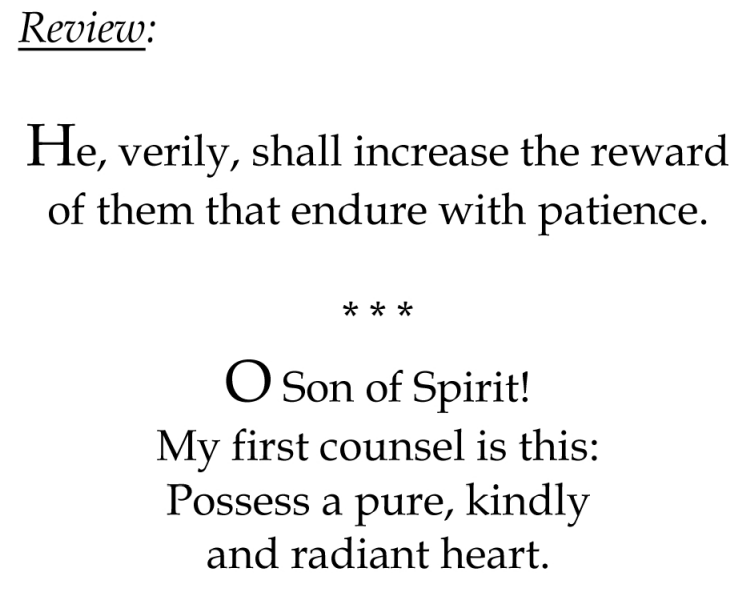 Review:
He, verily, shall increase the reward
of them that endure with patience.
* * *
O Son of Spirit!
My first counsel is this:
Possess a pure, kindly
and radiant heart.